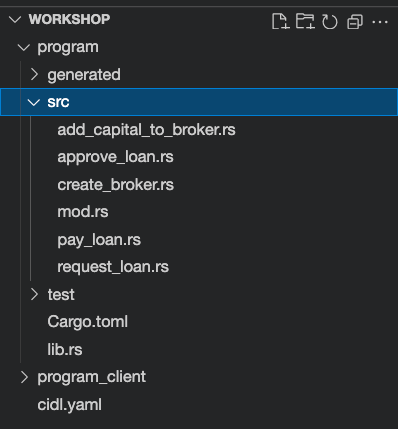 WORKSHOP
program
generated
src
add_capital_to_broker.rs
approve_loan.rs
create_broker.rs
mod.rs
pay_loan.rs
request_loan.rs
test
Cargo.toml
lib.rs
program_client
cidl.yaml